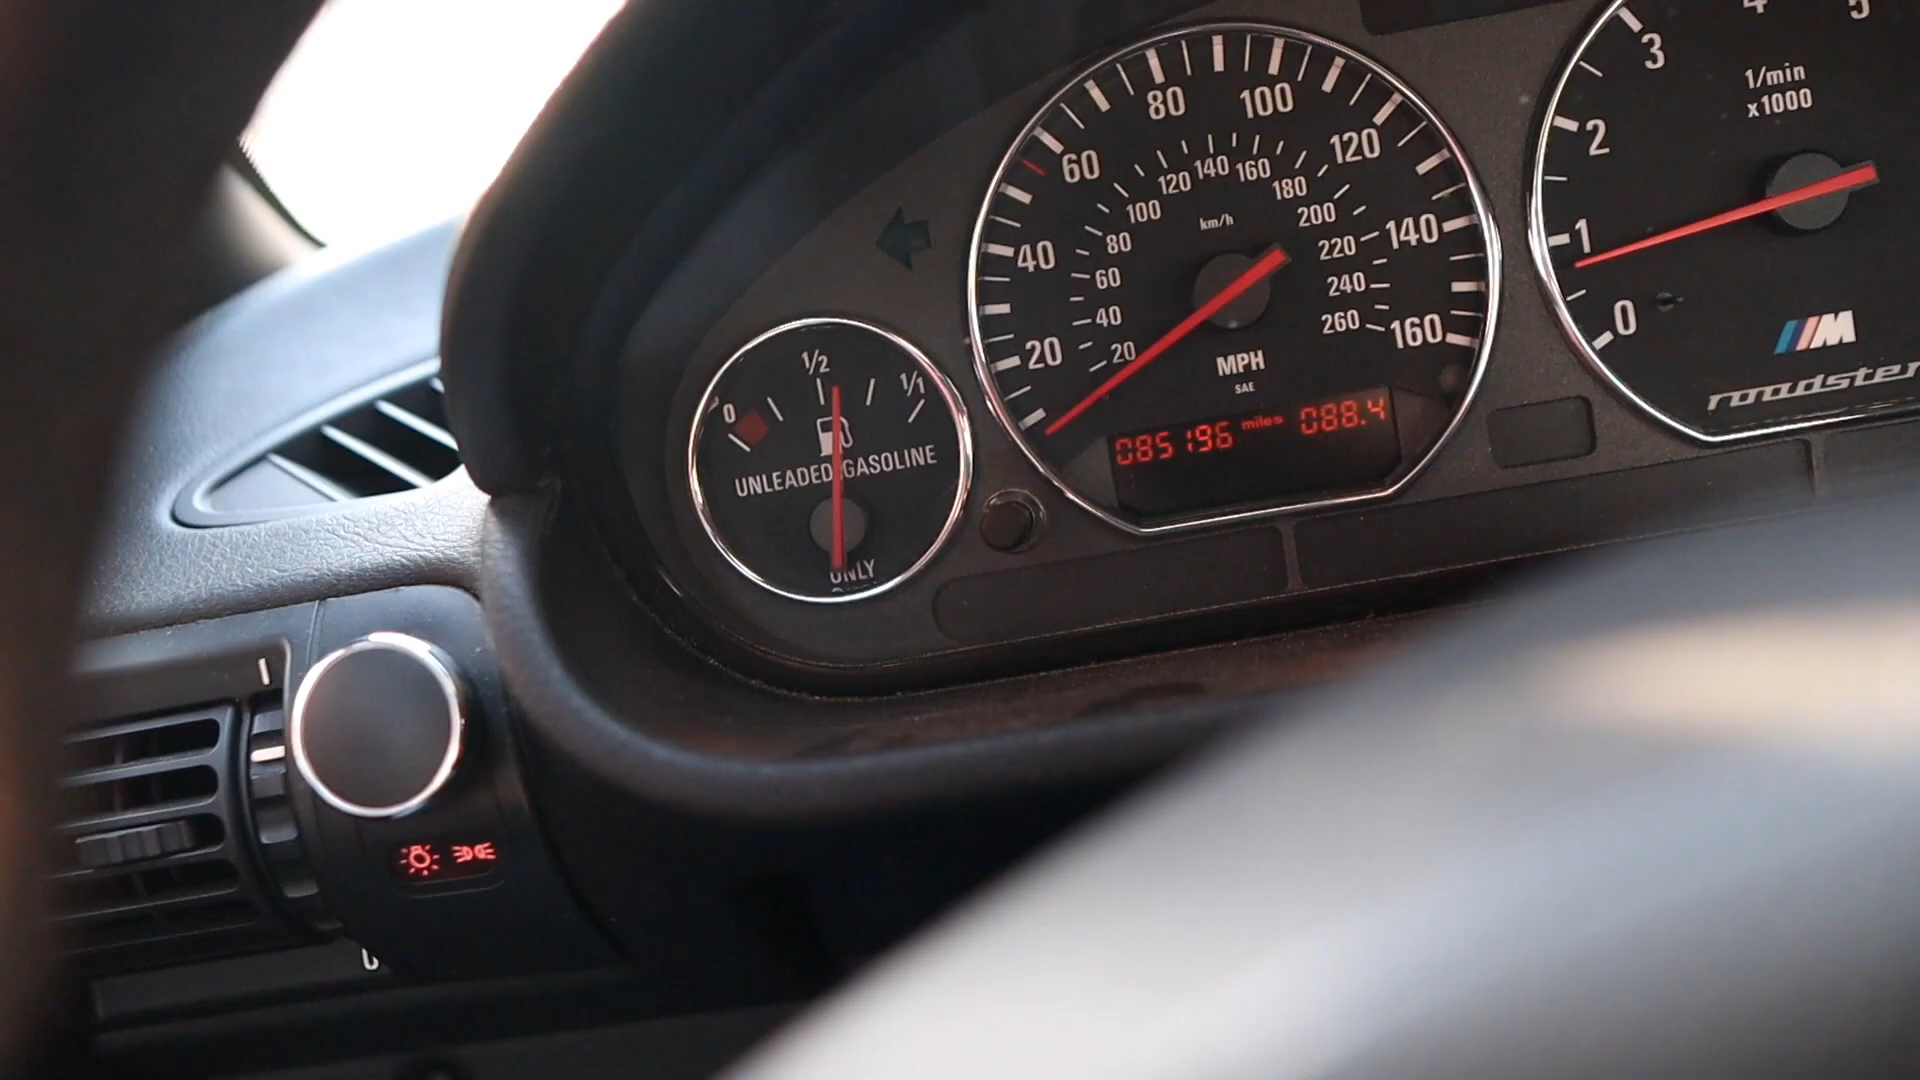 0 1/2 1/1
UNLEADED GASOLINE
ONLY
20 40 60 80 100 120 140 160
20 40 60 80 100 120 140 160 180 200 220 240 260
km/h
MPH
SAE
085196 miles 088.4
0 1 2 3 4 5
1/min
x1000
M
roadster